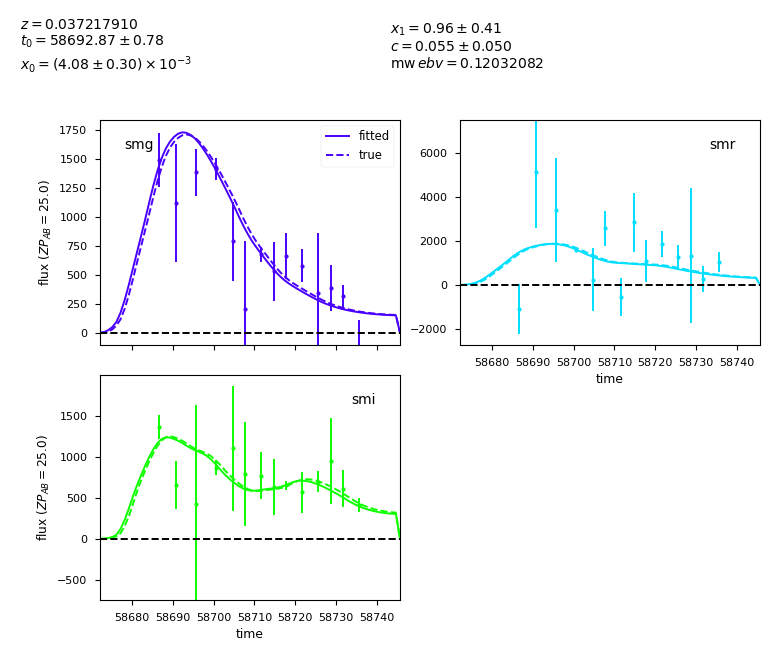 z = 0.037217910
t₀ = 58692.87 ± 0.78
x₀ = (4.08 ± 0.30) × 10⁻³
x₁ = 0.96 ± 0.41
c = 0.055 ± 0.050
mwebv = 0.12032082
smg
fitted
true
1750
1500
1250
1000
750
500
250
0
flux (ZP_AB = 25.0)
smr
6000
4000
2000
0
−2000
58680 58690 58700 58710 58720 58730 58740
time
smi
1500
1000
500
0
−500
flux (ZP_AB = 25.0)
58680 58690 58700 58710 58720 58730 58740
time